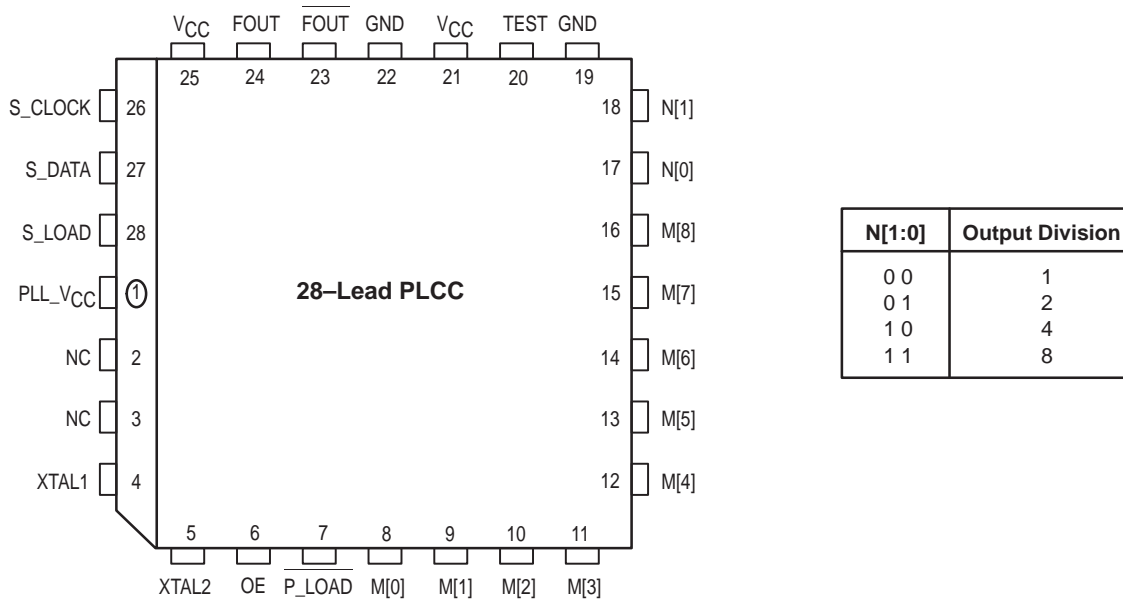 VCC FOUT FOUT GND VCC TEST GND
25 24 23 22 21 20 19
S_CLOCK 26 18 N[1]
S_DATA 27 17 N[0]
S_LOAD 28 16 M[8]
PLL_VCC 1 28–Lead PLCC 15 M[7]
NC 2 14 M[6]
NC 3 13 M[5]
XTAL1 4 12 M[4]
5 6 7 8 9 10 11
XTAL2 OE P_LOAD M[0] M[1] M[2] M[3]
N[1:0] Output Division
0 0 1
0 1 2
1 0 4
1 1 8